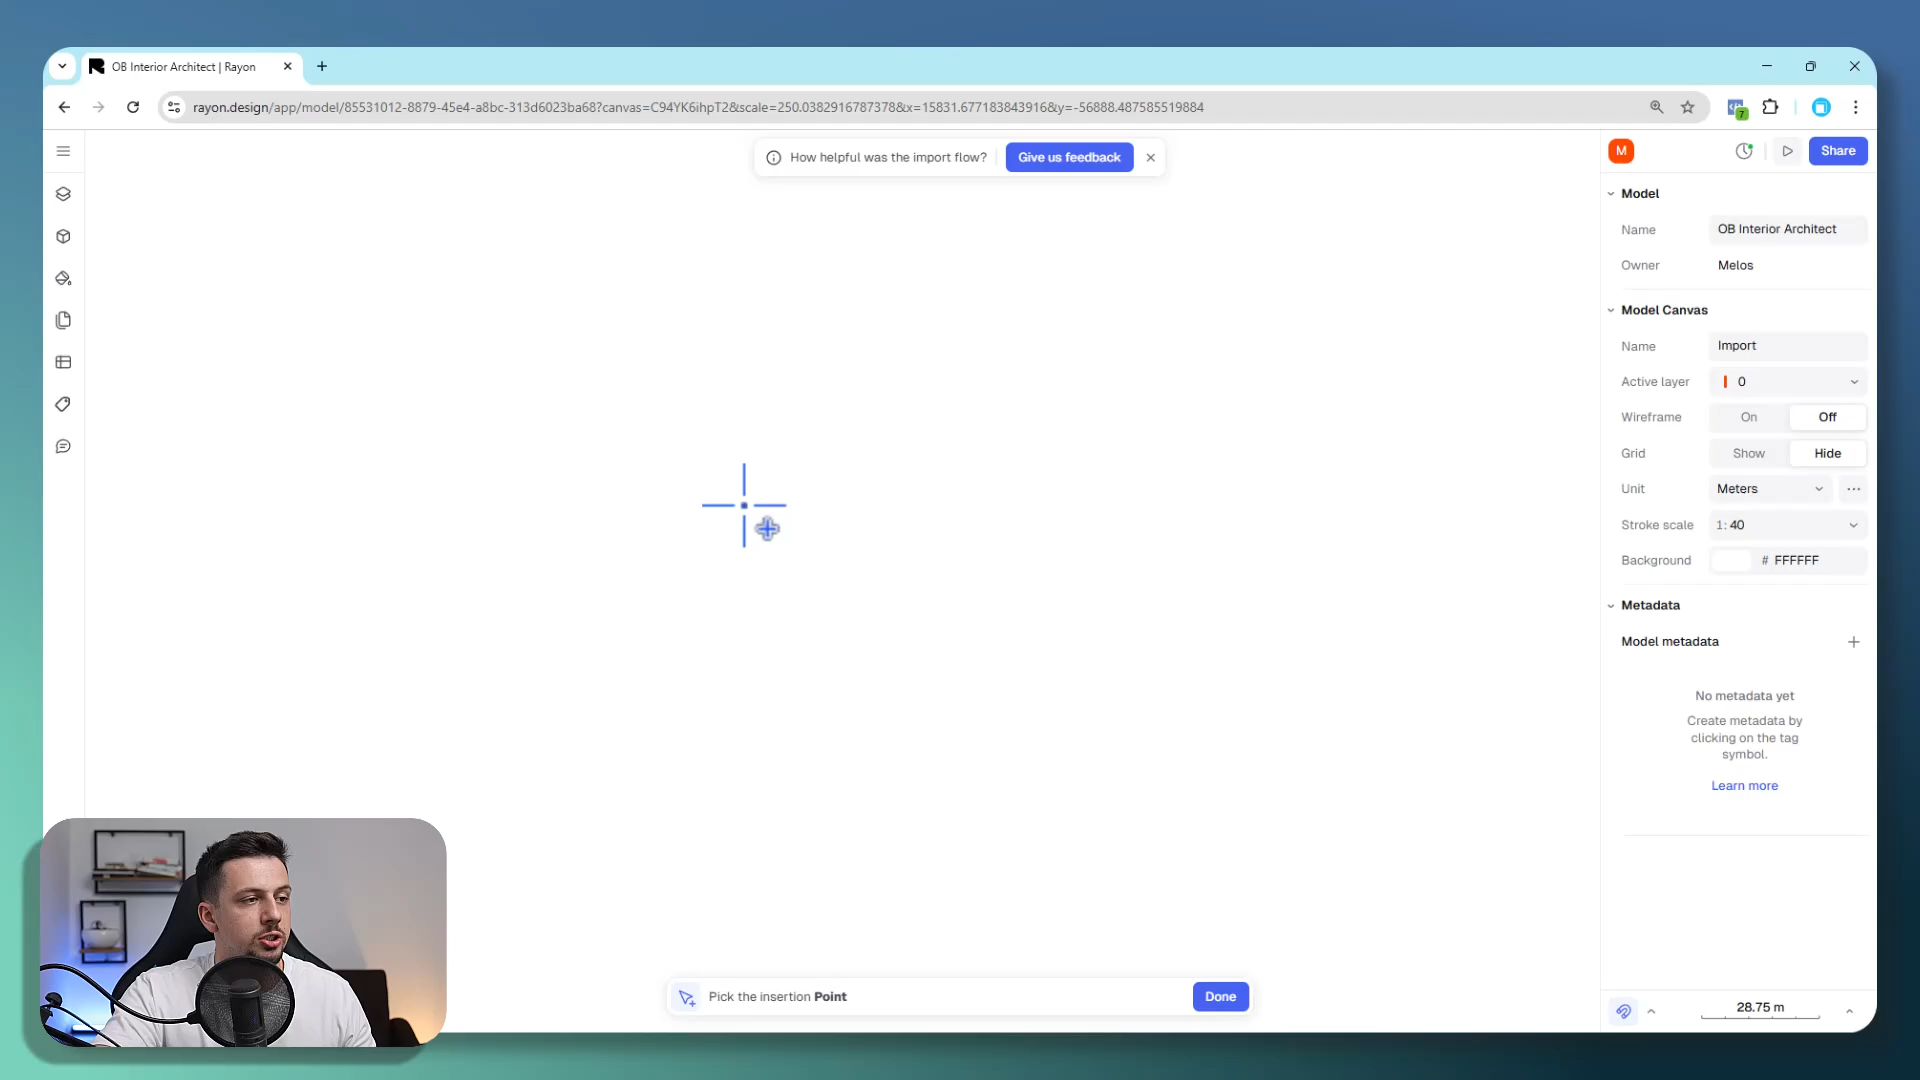 OB Interior Architect | Rayon
rayon.design/app/model/85531012-8879-45e4-a8bc-313d6023ba68?canvas=C94YK6ihpT2&scale=250.0382916787378&x=15831.677183843916&y=-56888.487585519884
7
How helpful was the import flow?
Give us feedback
M
Share
Model
Name
OB Interior Architect
Owner
Melos
Model Canvas
Name
Import
Active layer
0
Wireframe
On
Off
Grid
Show
Hide
Unit
Meters
Stroke scale
1: 40
Background
# FFFFFF
Metadata
Model metadata
No metadata yet
Create metadata by
clicking on the tag
symbol.
Learn more
Pick the insertion Point
Done
28.75 m